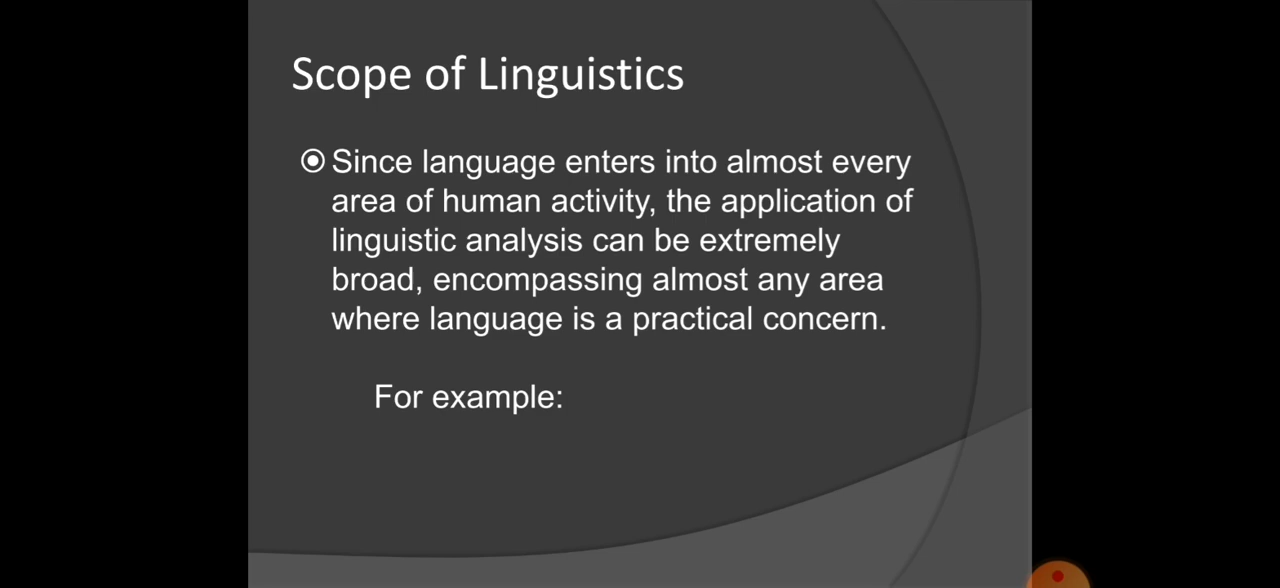 Scope of Linguistics
Since language enters into almost every
area of human activity, the application of
linguistic analysis can be extremely
broad, encompassing almost any area
where language is a practical concern.
For example: